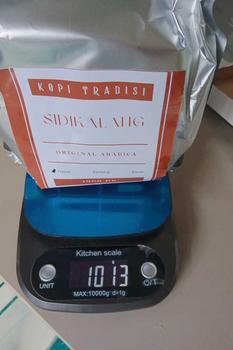 KOPI TRADISI
SIDIKALANG
ORIGINAL ARABICA
Kitchen scale
1013
UNIT
MAX:10000g d=1g